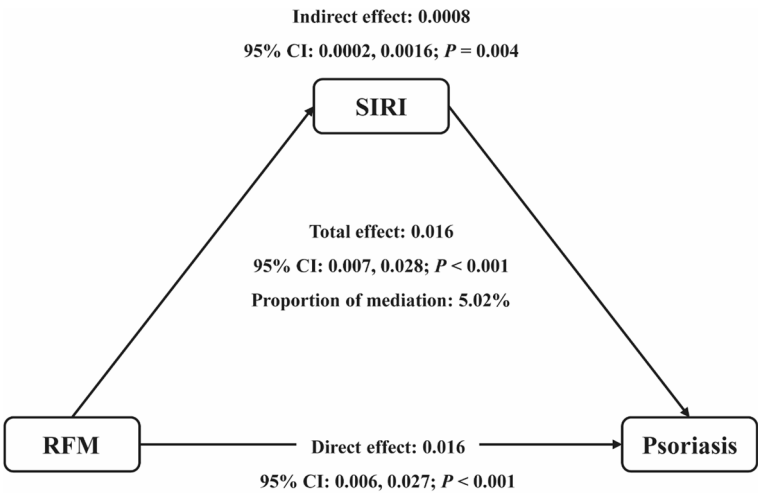 Indirect effect: 0.0008
95% CI: 0.0002, 0.0016; P = 0.004
SIRI
Total effect: 0.016
95% CI: 0.007, 0.028; P < 0.001
Proportion of mediation: 5.02%
RFM
Direct effect: 0.016
Psoriasis
95% CI: 0.006, 0.027; P < 0.001